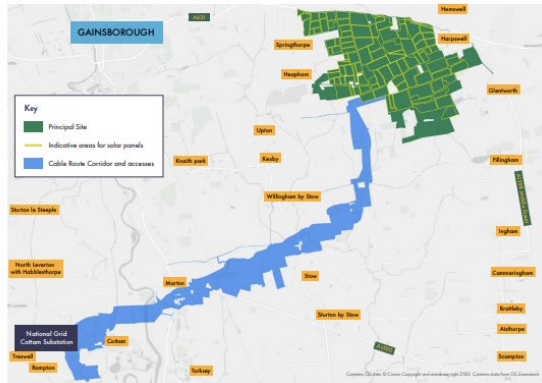 Hemswell
A631
GAINSBOROUGH
Harpswell
Springthorpe
Heapham
Glentworth
Key
Principal Site
Indicative areas for solar panels
Cable Route Corridor and accesses
Upton
Knaith park
Kexby
Fillingham
Willingham by Stow
Sturton le Steeple
Ingham
North Leverton
with Habblesthorpe
Stow
Cammeringham
Marton
Brattleby
Sturton by Stow
National Grid
Cottam Substation
Aisthorpe
Cottam
A1500
Treswell
Scampton
Rampton
Torksey